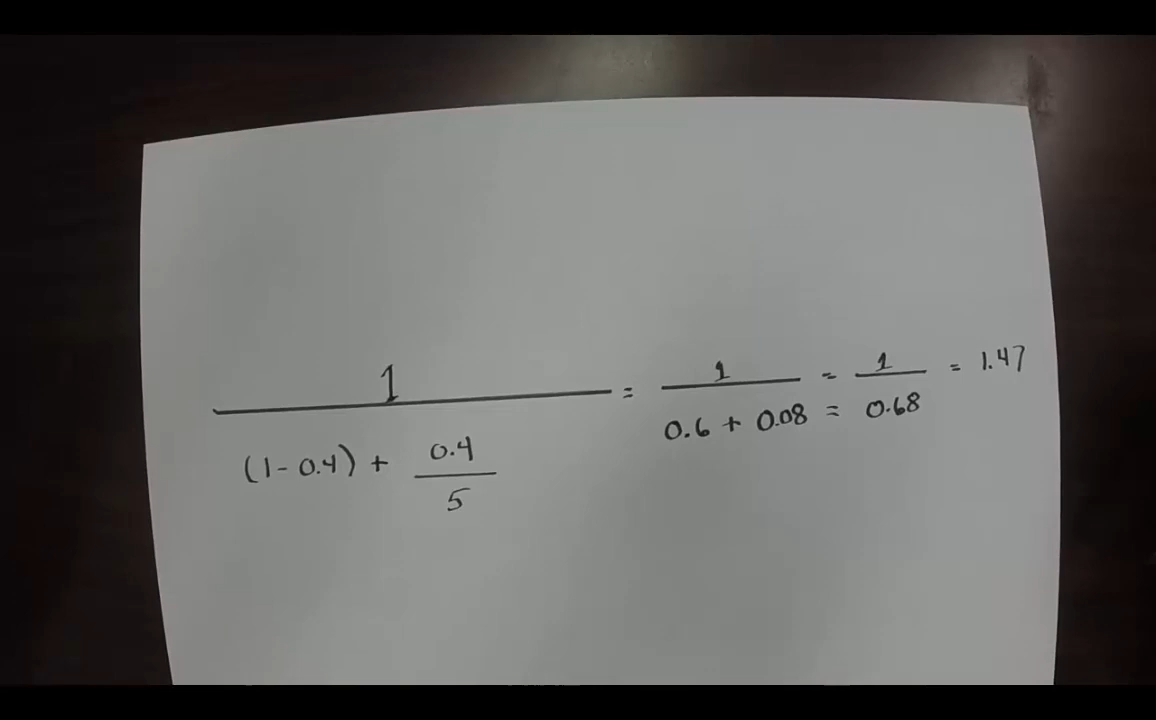 1 = 1 = 1 = 1.47
(1 - 0.4) + 0.4 0.6 + 0.08 = 0.68
5